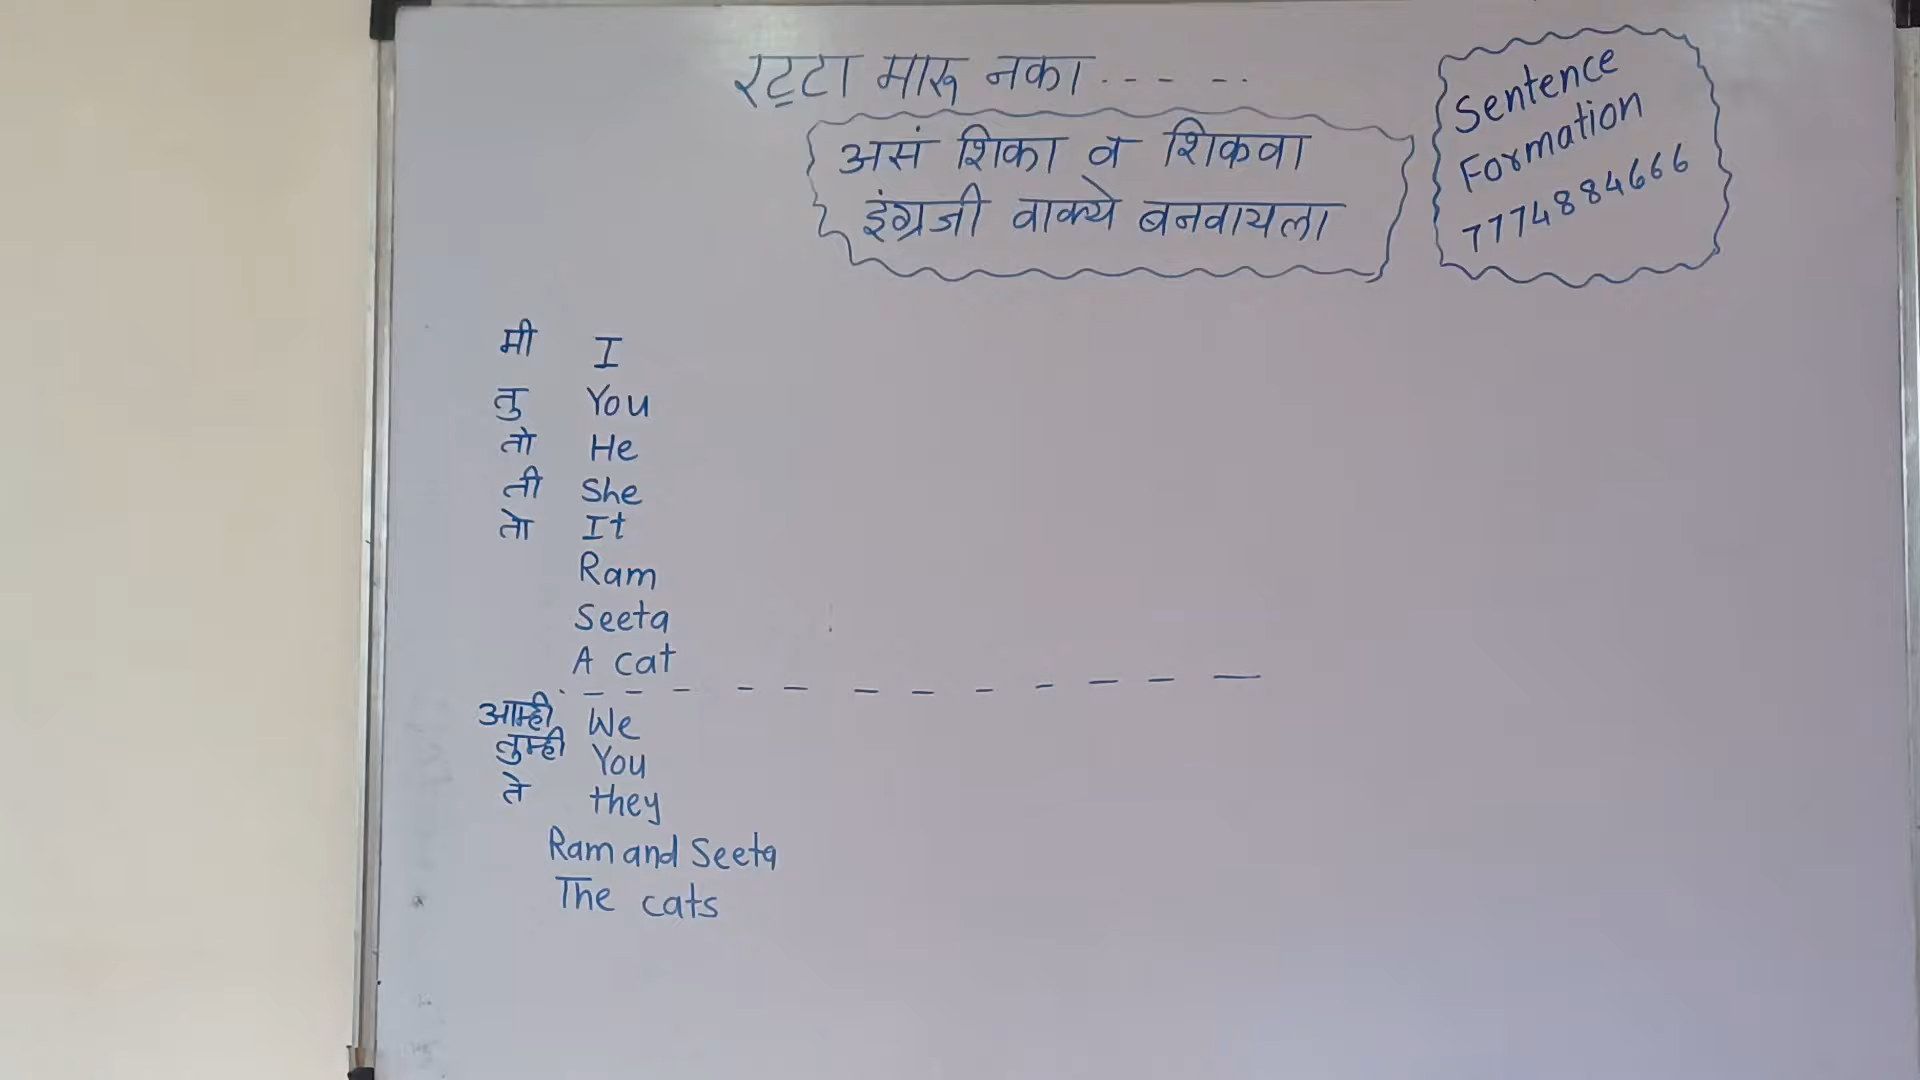 रट्टा मारू नका.--- -..
असं शिका व शिकवा
इंग्रजी वाक्ये बनवायला
Sentence
Formation
7774884666
मी I
तु You
तो He
ती She
तो It
Ram
Seeta
A cat
आम्ही We
तुम्ही You
ते they
Ram and Seeta
The cats